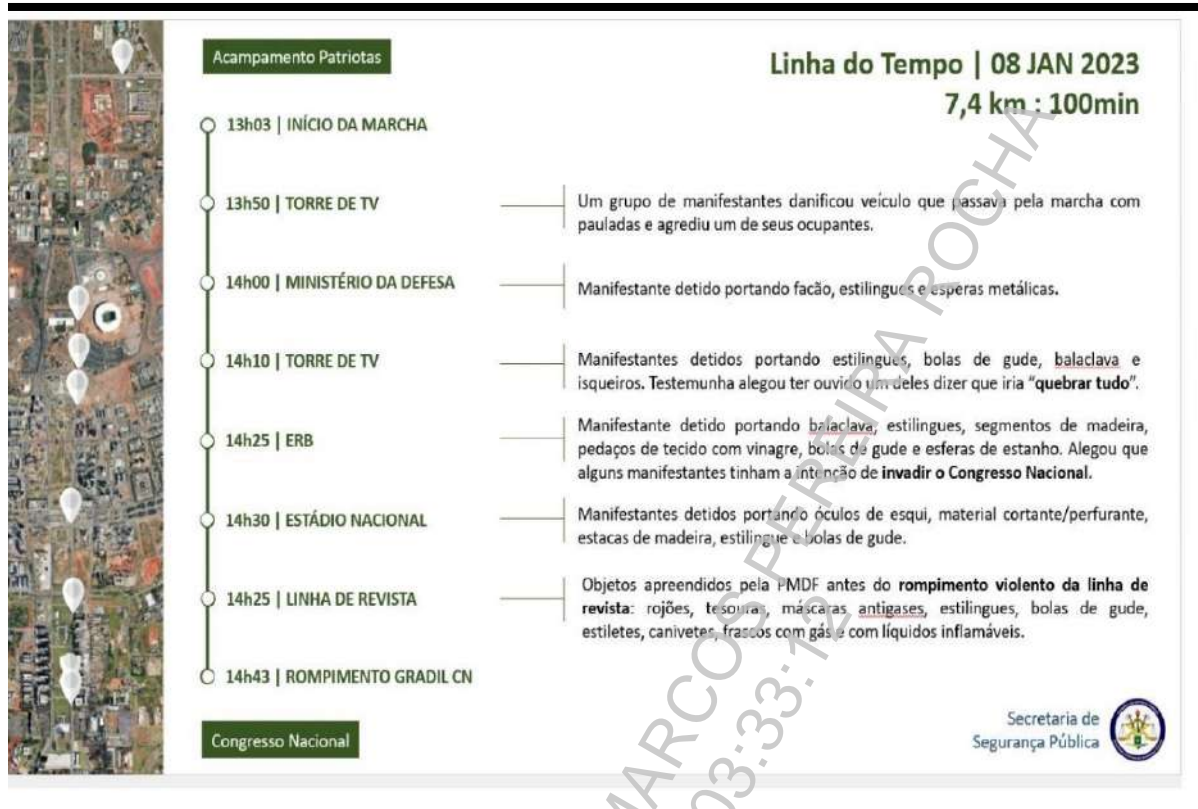 Acampamento Patriotas
Linha do Tempo | 08 JAN 2023
7,4 km : 100min
13h03 | INÍCIO DA MARCHA
13h50 | TORRE DE TV
Um grupo de manifestantes danificou veículo que passava pela marcha com
pauladas e agrediu um de seus ocupantes.
14h00 | MINISTÉRIO DA DEFESA
Manifestante detido portando facão, estilingues e esperas metálicas.
14h10 | TORRE DE TV
Manifestantes detidos portando estilingues, bolas de gude, balaclava e
isqueiros. Testemunha alegou ter ouvido um deles dizer que iria “quebrar tudo”.
14h25 | ERB
Manifestante detido portando balaclava, estilingues, segmentos de madeira,
pedaços de tecido com vinagre, bolas de gude e esferas de estanho. Alegou que
alguns manifestantes tinham a intenção de invadir o Congresso Nacional.
14h30 | ESTÁDIO NACIONAL
Manifestantes detidos portando óculos de esqui, material cortante/perfurante,
estacas de madeira, estilingue e bolas de gude.
14h25 | LINHA DE REVISTA
Objetos apreendidos pela PMDF antes do rompimento violento da linha de
revista: rojões, tesouras, máscaras antigases, estilingues, bolas de gude,
estiletes, canivetes, frascos com gás e com líquidos inflamáveis.
14h43 | ROMPIMENTO GRADIL CN
Congresso Nacional
Secretaria de
Segurança Pública
MARCOS PEREIRA ROCHA
03:33:12